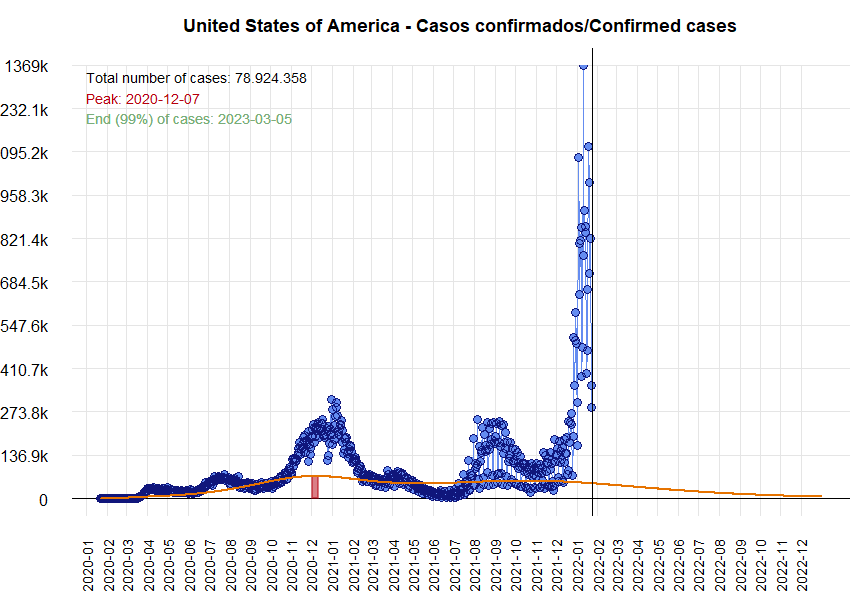 United States of America - Casos confirmados/Confirmed cases
Total number of cases: 78.924.358
Peak: 2020-12-07
End (99%) of cases: 2023-03-05
1369k
232.1k
095.2k
958.3k
821.4k
684.5k
547.6k
410.7k
273.8k
136.9k
0
2020-01
2020-02
2020-03
2020-04
2020-05
2020-06
2020-07
2020-08
2020-09
2020-10
2020-11
2020-12
2021-01
2021-02
2021-03
2021-04
2021-05
2021-06
2021-07
2021-08
2021-09
2021-10
2021-11
2021-12
2022-01
2022-02
2022-03
2022-04
2022-05
2022-06
2022-07
2022-08
2022-09
2022-10
2022-11
2022-12